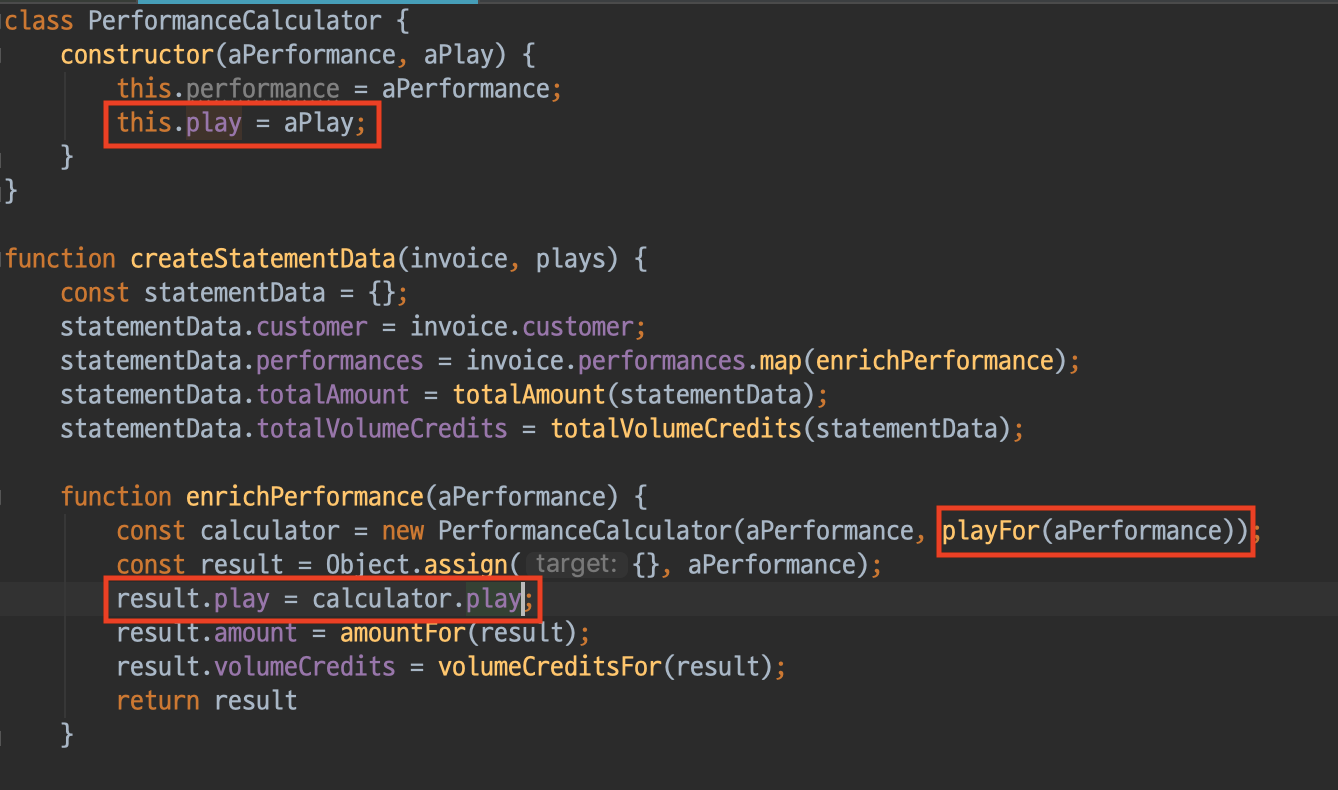 class PerformanceCalculator {
    constructor(aPerformance, aPlay) {
        this.performance = aPerformance;
        this.play = aPlay;
    }
}

function createStatementData(invoice, plays) {
    const statementData = {};
    statementData.customer = invoice.customer;
    statementData.performances = invoice.performances.map(enrichPerformance);
    statementData.totalAmount = totalAmount(statementData);
    statementData.totalVolumeCredits = totalVolumeCredits(statementData);

    function enrichPerformance(aPerformance) {
        const calculator = new PerformanceCalculator(aPerformance, playFor(aPerformance));
        const result = Object.assign( target: {}, aPerformance);
        result.play = calculator.play;
        result.amount = amountFor(result);
        result.volumeCredits = volumeCreditsFor(result);
        return result
    }